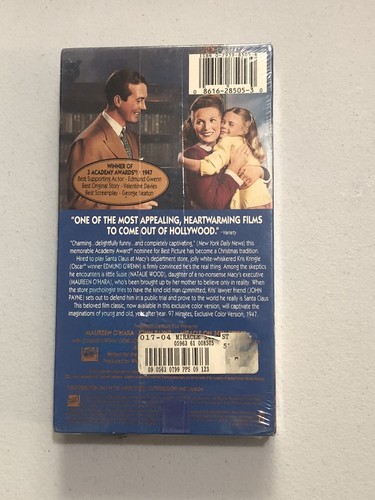 0 8616-28505-3 0
WINNER OF
3 ACADEMY AWARDS® · 1947
Best Supporting Actor - Edmund Gwenn
Best Original Story - Valentine Davies
Best Screenplay - George Seaton
"ONE OF THE MOST APPEALING, HEARTWARMING FILMS
TO COME OUT OF HOLLYWOOD." -Variety
"Charming...delightfully funny...and completely captivating," (New York Daily News) this
memorable Academy Award® nominee for Best Picture has become a Christmas tradition.
Hired to play Santa Claus at Macy's department store, jolly white-whiskered Kris Kringle
(Oscar® winner EDMUND GWENN) is firmly convinced he's the real thing. Among the skeptics
he encounters is little Susie (NATALIE WOOD), daughter of a no-nonsense Macy's executive
(MAUREEN O'HARA), who's been brought up by her mother to believe only in reality. When
the store psychologist tries to have the kind old man committed, Kris' lawyer friend (JOHN
PAYNE) sets out to defend him in a public trial and prove to the world he really is Santa Claus
This beloved film classic, now available in this exclusive color version, will captivate the
imaginations of young and old, year after year. 97 Minutes, Exclusive Color Version, 1947.
MAUREEN O'HARA
017-04 MIRACLE
05963 61 008505
09 0563 0799 PPS 09 123